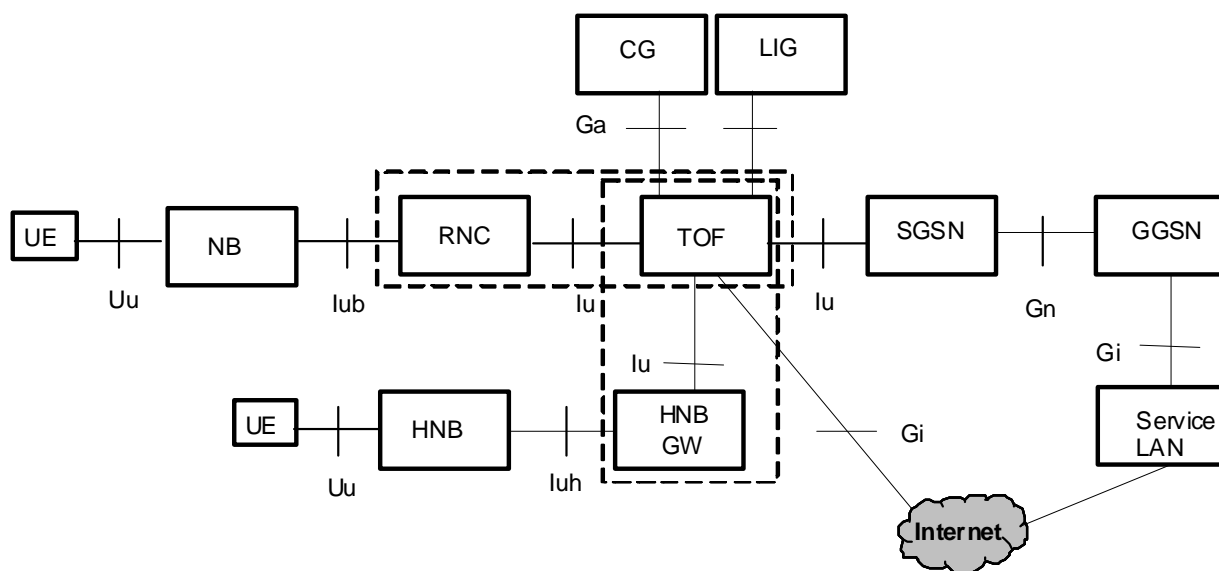 CG
LIG
Ga
UE
NB
RNC
TOF
SGSN
GGSN
Uu
Iub
Iu
Iu
Gn
Gi
Iu
UE
HNB
HNB
GW
Gi
Service
LAN
Uu
Iuh
Internet